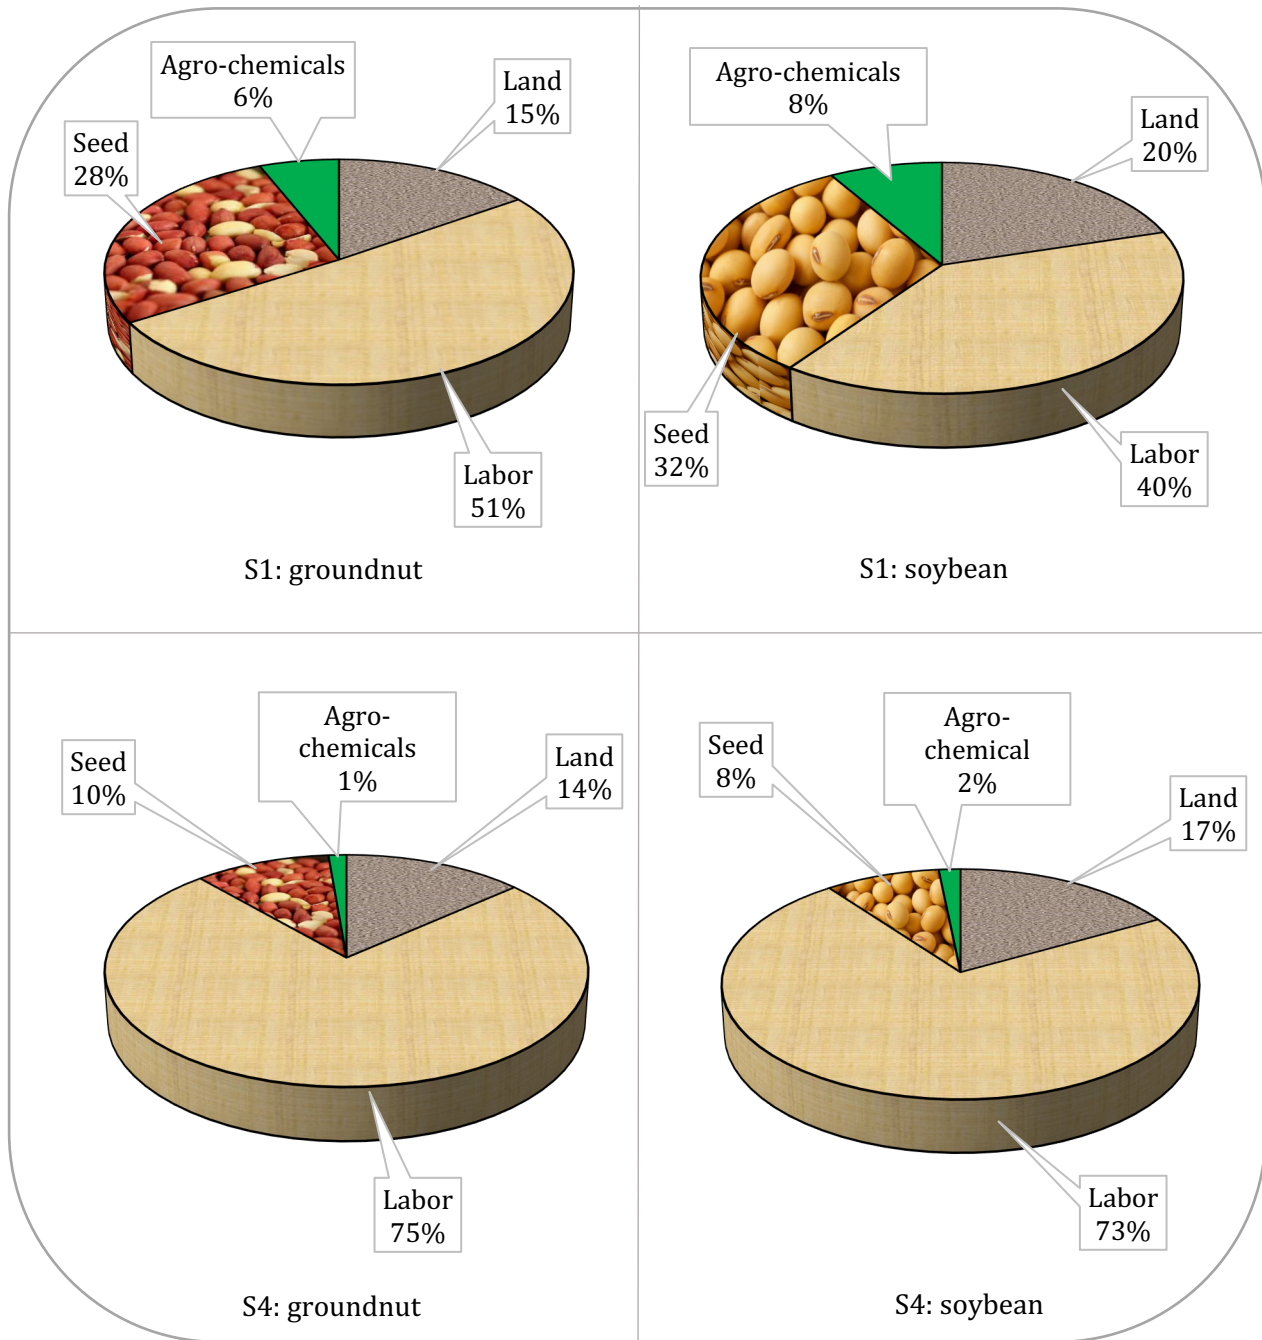 Agro-chemicals
6%
Land
15%
Seed
28%
Labor
51%
S1: groundnut
Agro-chemicals
8%
Land
20%
Seed
32%
Labor
40%
S1: soybean
Agro-
chemicals
1%
Seed
10%
Land
14%
Labor
75%
S4: groundnut
Agro-
chemical
2%
Seed
8%
Land
17%
Labor
73%
S4: soybean